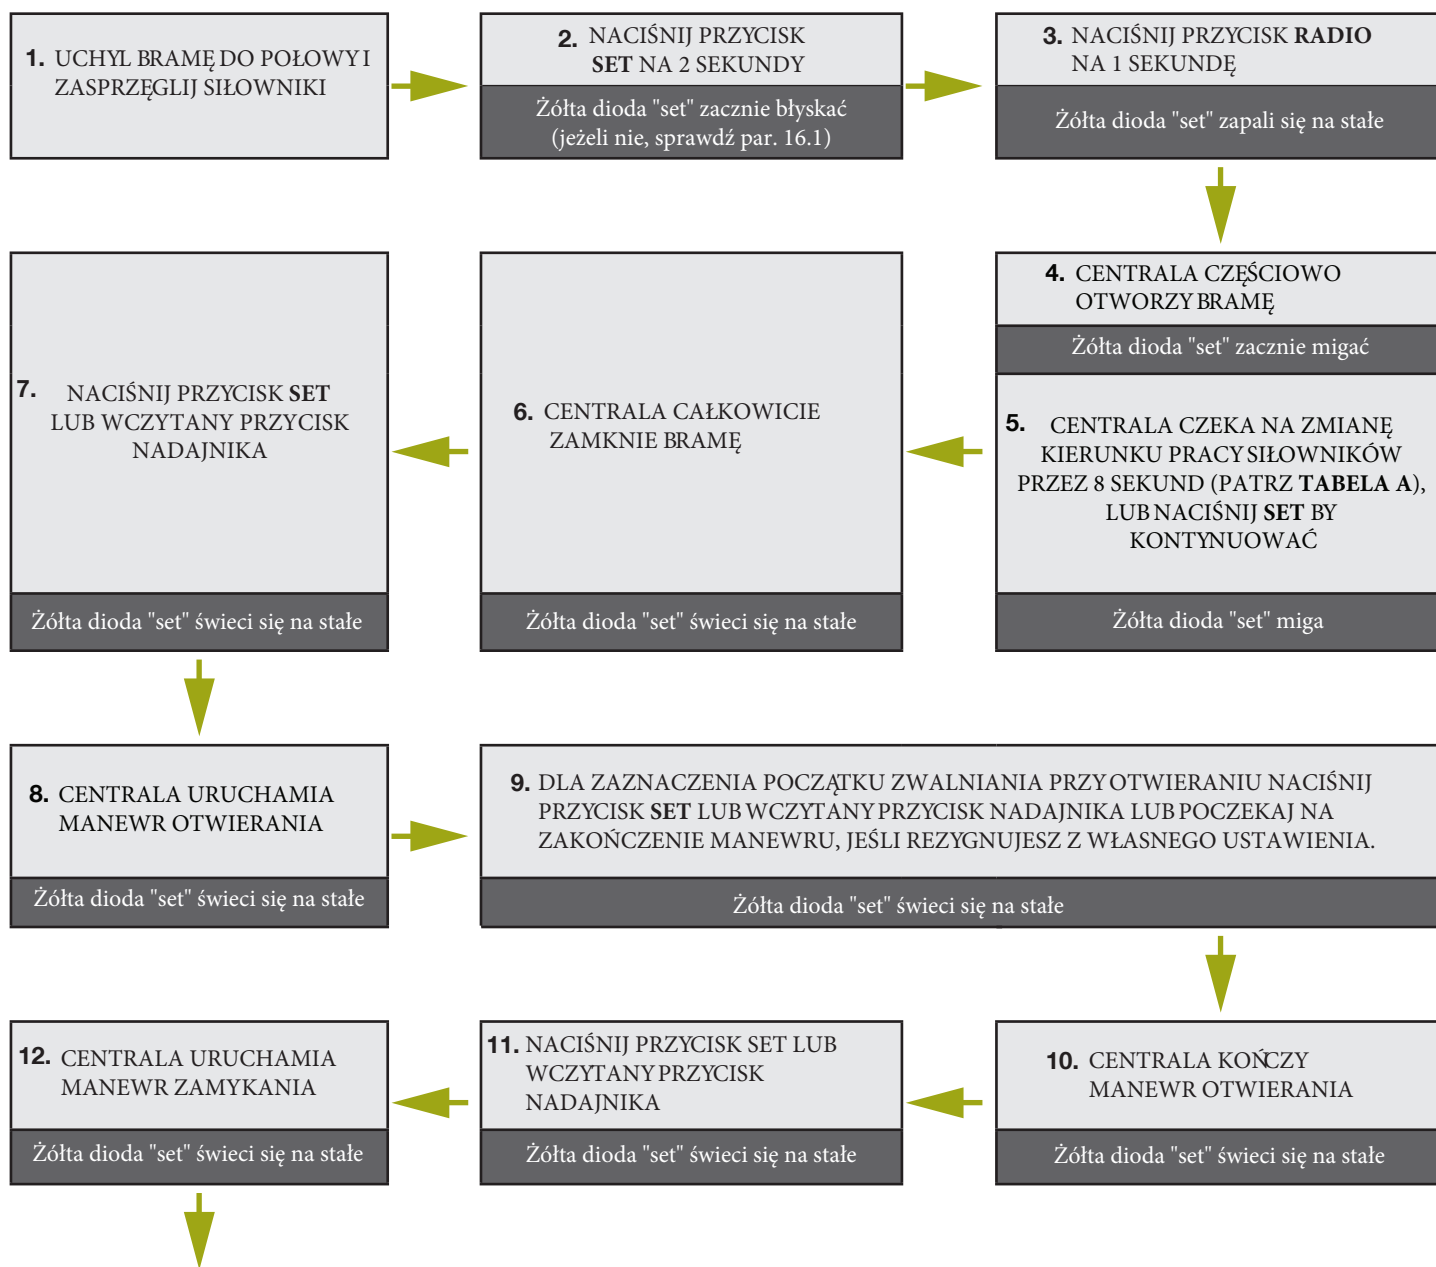 1. UCHYL BRAMĘ DO POŁOWY I
ZASPRZĘGLIJ SIŁOWNIKI
2. NACIŚNIJ PRZYCISK
SET NA 2 SEKUNDY
Żółta dioda "set" zacznie błyskać
(jeżeli nie, sprawdź par. 16.1)
3. NACIŚNIJ PRZYCISK RADIO
NA 1 SEKUNDĘ
Żółta dioda "set" zapali się na stałe
4. CENTRALA CZĘŚCIOWO
OTWORZY BRAMĘ
Żółta dioda "set" zacznie migać
5. CENTRALA CZEKA NA ZMIANĘ
KIERUNKU PRACY SIŁOWNIKÓW
PRZEZ 8 SEKUND (PATRZ TABELA A),
LUB NACIŚNIJ SET BY
KONTYNUOWAĆ
Żółta dioda "set" miga
6. CENTRALA CAŁKOWICIE
ZAMKNIE BRAMĘ
Żółta dioda "set" świeci się na stałe
7. NACIŚNIJ PRZYCISK SET
LUB WCZYTANY PRZYCISK
NADAJNIKA
Żółta dioda "set" świeci się na stałe
8. CENTRALA URUCHAMIA
MANEWR OTWIERANIA
Żółta dioda "set" świeci się na stałe
9. DLA ZAZNACZENIA POCZĄTKU ZWALNIANIA PRZY OTWIERANIU NACIŚNIJ
PRZYCISK SET LUB WCZYTANY PRZYCISK NADAJNIKA LUB POCZEKAJ NA
ZAKOŃCZENIE MANEWRU, JEŚLI REZYGNUJESZ Z WŁASNEGO USTAWIENIA.
Żółta dioda "set" świeci się na stałe
10. CENTRALA KOŃCZY
MANEWR OTWIERANIA
Żółta dioda "set" świeci się na stałe
11. NACIŚNIJ PRZYCISK SET LUB
WCZYTANY PRZYCISK
NADAJNIKA
Żółta dioda "set" świeci się na stałe
12. CENTRALA URUCHAMIA
MANEWR ZAMYKANIA
Żółta dioda "set" świeci się na stałe